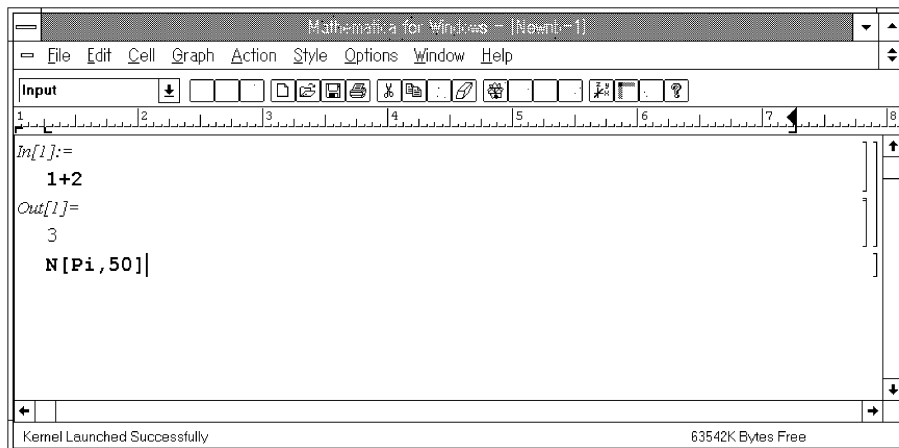 Mathematica for Windows - [Newnb-1]
File Edit Cell Graph Action Style Options Window Help
Input
1 2 3 4 5 6 7 8
In[1]:=
1+2
Out[1]=
3
N[Pi,50]
Kernel Launched Successfully 63542K Bytes Free